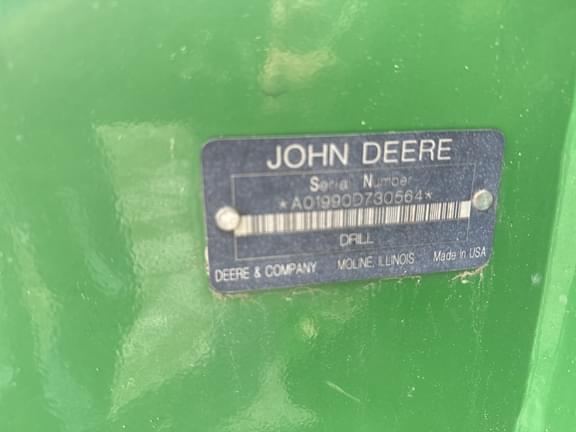 JOHN DEERE
Serial Number
*A01990D730564*
DRILL
DEERE & COMPANY MOLINE, ILLINOIS Made in USA